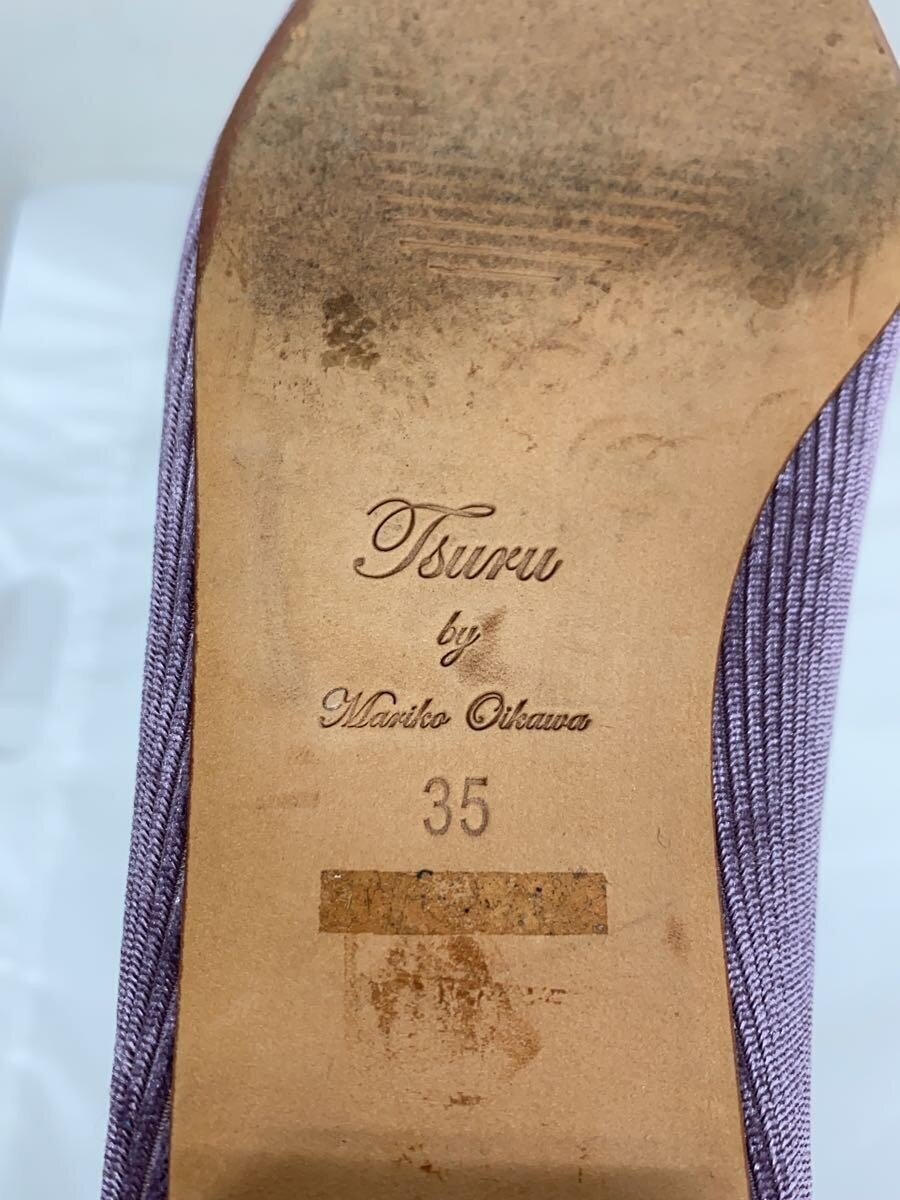 Tsuru
by
Mariko Oikawa
35